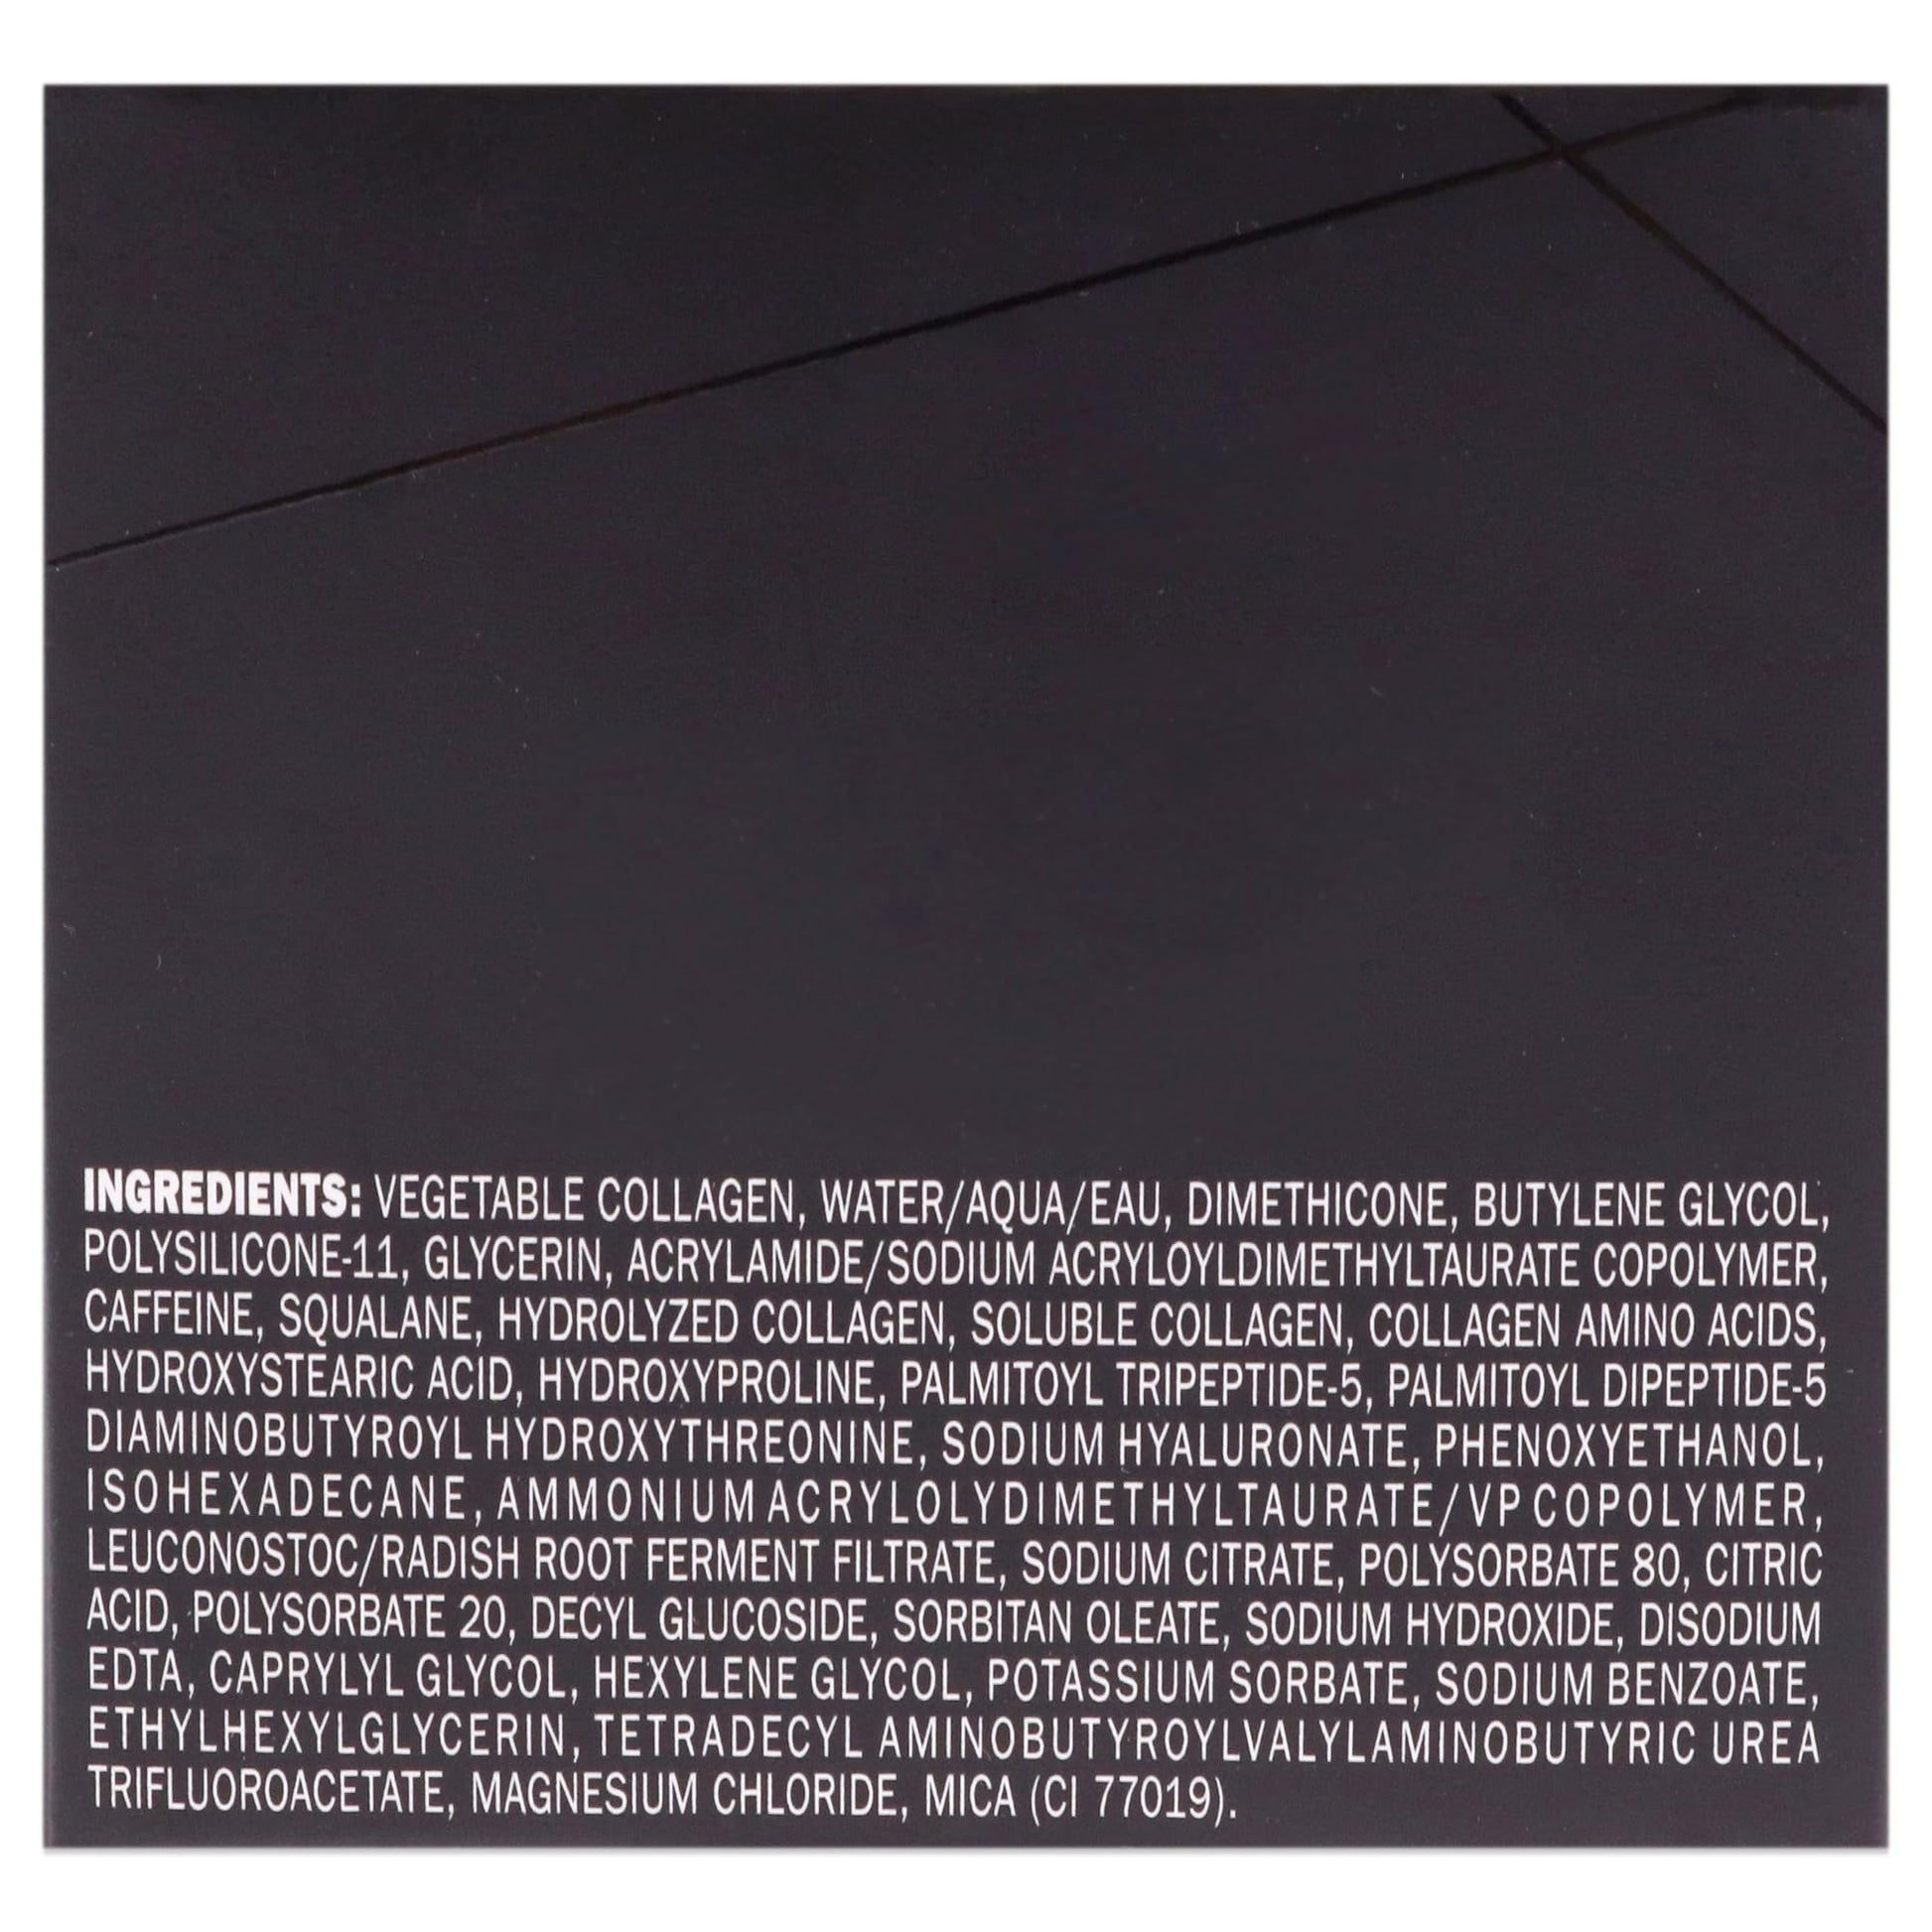 INGREDIENTS: VEGETABLE COLLAGEN, WATER/AQUA/EAU, DIMETHICONE, BUTYLENE GLYCOL,
POLYSILICONE-11, GLYCERIN, ACRYLAMIDE/SODIUM ACRYLOYLDIMETHYLTAURATE COPOLYMER,
CAFFEINE, SQUALANE, HYDROLYZED COLLAGEN, SOLUBLE COLLAGEN, COLLAGEN AMINO ACIDS,
HYDROXYSTEARIC ACID, HYDROXYPROLINE, PALMITOYL TRIPEPTIDE-5, PALMITOYL DIPEPTIDE-5
DIAMINOBUTYROYL HYDROXYTHREONINE, SODIUM HYALURONATE, PHENOXYETHANOL,
ISOHEXADECANE, AMMONIUM ACRYLOLYDIMETHYLTAURATE/VP COPOLYMER,
LEUCONOSTOC/RADISH ROOT FERMENT FILTRATE, SODIUM CITRATE, POLYSORBATE 80, CITRIC
ACID, POLYSORBATE 20, DECYL GLUCOSIDE, SORBITAN OLEATE, SODIUM HYDROXIDE, DISODIUM
EDTA, CAPRYLYL GLYCOL, HEXYLENE GLYCOL, POTASSIUM SORBATE, SODIUM BENZOATE,
ETHYLHEXYLGLYCERIN, TETRADECYL AMINOBUTYROYLVALYLAMINOBUTYRIC UREA
TRIFLUOROACETATE, MAGNESIUM CHLORIDE, MICA (CI 77019).